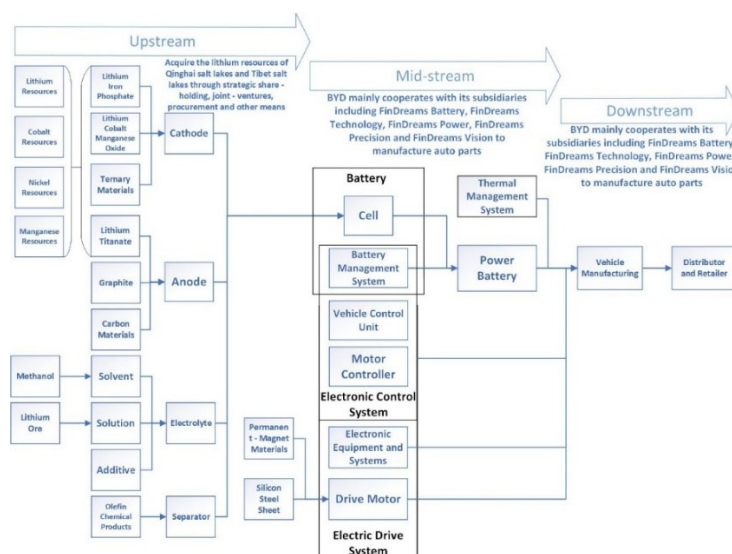 Upstream
Mid-stream
Downstream
Acquire the lithium resources of
Qinghai salt lakes and Tibet salt
lakes through strategic share -
holding, joint - ventures,
procurement and other means
BYD mainly cooperates with its
subsidiaries including FinDreams Battery,
FinDreams
Technology, FinDreams Power, FinDreams
Precision and FinDreams Vision to
manufacture auto parts
BYD mainly cooperates with its
subsidiaries including FinDreams Battery
FinDreams Technology, FinDreams Power
FinDreams Precision and FinDreams Vision
to manufacture auto parts
Lithium
Resources
Cobalt
Resources
Nickel
Resources
Manganese
Resources
Lithium
Iron
Phosphate
Lithium
Cobalt
Manganese
Oxide
Ternary
Materials
Cathode
Lithium
Titanate
Graphite
Carbon
Materials
Anode
Methanol
Solvent
Lithium
Ore
Solution
Additive
Electrolyte
Olefin
Chemical
Products
Separator
Battery
Cell
Battery
Management
System
Vehicle Control
Unit
Motor
Controller
Electronic Control
System
Permanen
t - Magnet
Materials
Silicon
Steel
Sheet
Electronic
Equipment and
Systems
Drive Motor
Electric Drive
System
Thermal
Management
System
Power
Battery
Vehicle
Manufacturing
Distributor
and Retailer